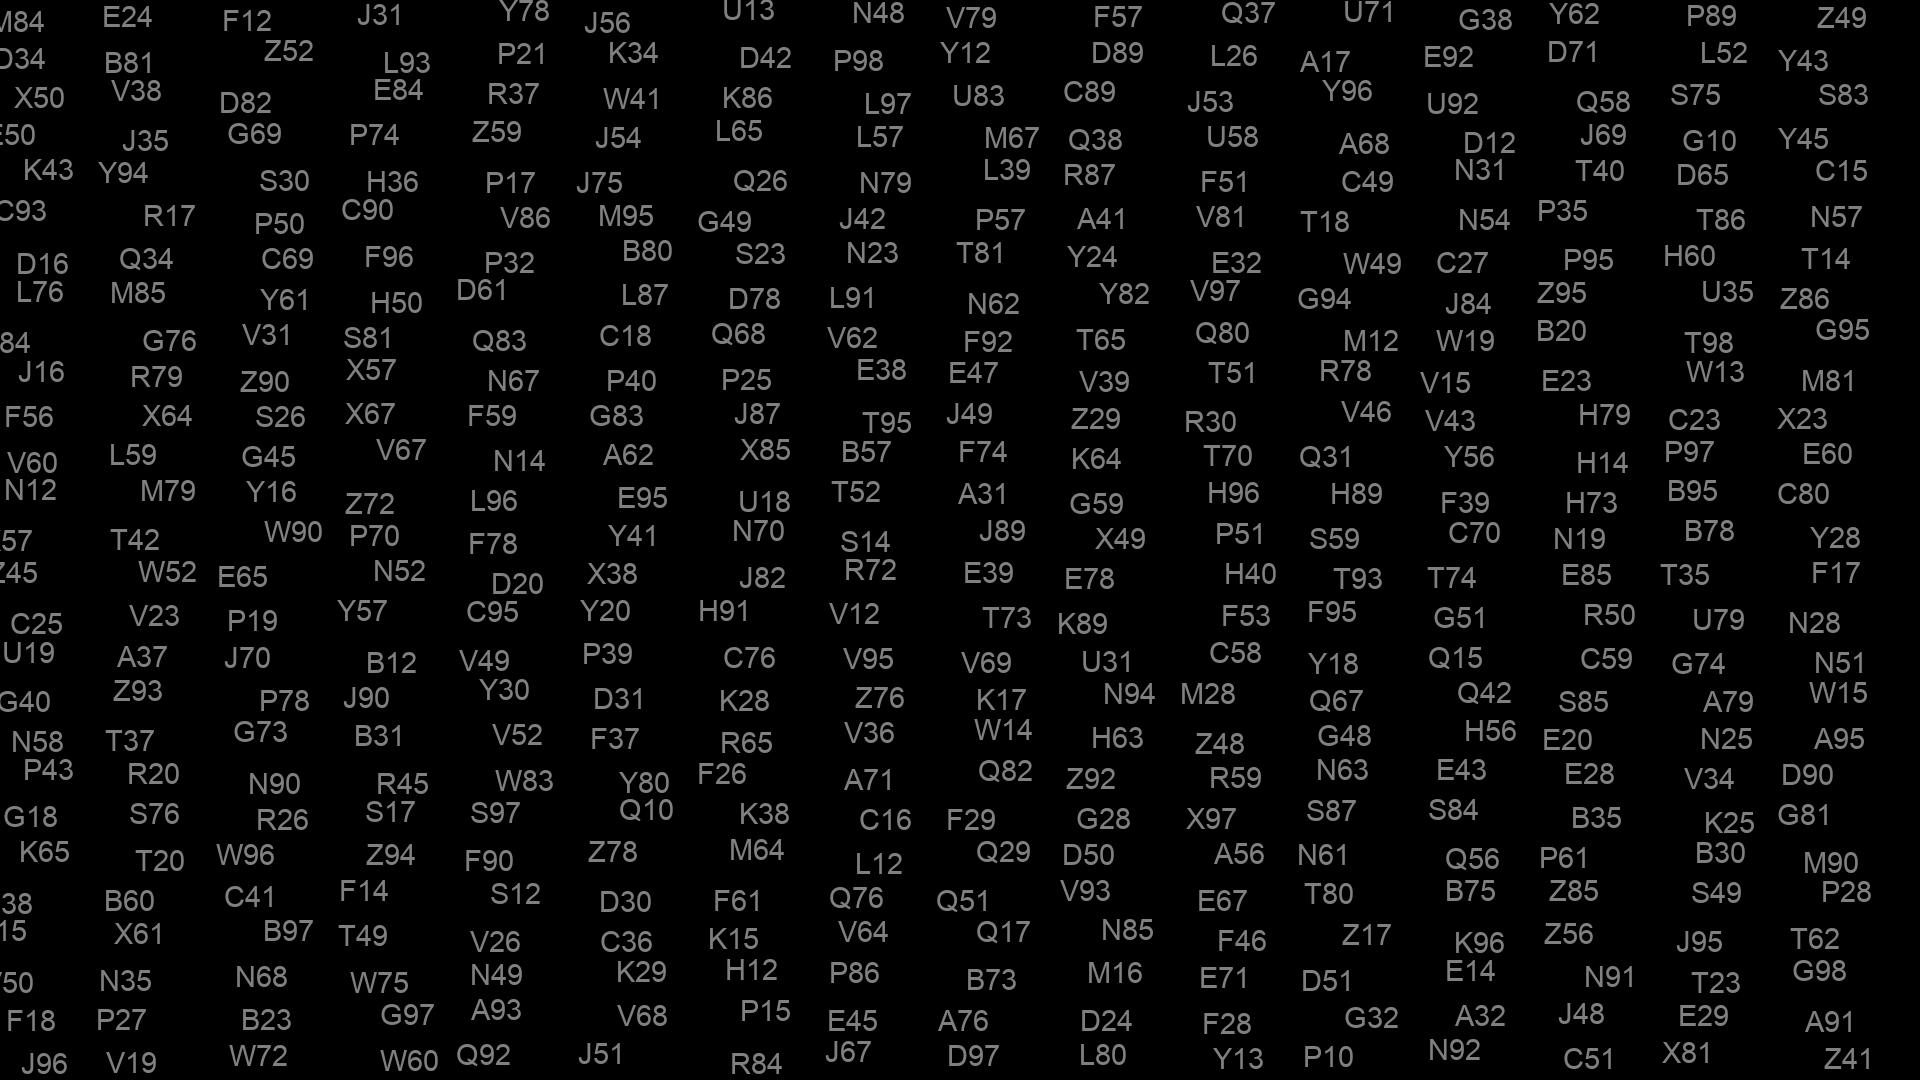 M84 E24 F12 J31 Y78 J56 U13 N48 V79 F57 Q37 U71 G38 Y62 P89 Z49
D34 B81 Z52 L93 P21 K34 D42 P98 Y12 D89 L26 A17 E92 D71 L52 Y43
X50 V38 D82 E84 R37 W41 K86 L97 U83 C89 J53 Y96 U92 Q58 S75 S83
E50 J35 G69 P74 Z59 J54 L65 L57 M67 Q38 U58 A68 D12 J69 G10 Y45
K43 Y94 S30 H36 P17 J75 Q26 N79 L39 R87 F51 C49 N31 T40 D65 C15
C93 R17 P50 C90 V86 M95 G49 J42 P57 A41 V81 T18 N54 P35 T86 N57
D16 Q34 C69 F96 P32 B80 S23 N23 T81 Y24 E32 W49 C27 P95 H60 T14
L76 M85 Y61 H50 D61 L87 D78 L91 N62 Y82 V97 G94 J84 Z95 U35 Z86
84 G76 V31 S81 Q83 C18 Q68 V62 F92 T65 Q80 M12 W19 B20 T98 G95
J16 R79 Z90 X57 N67 P40 P25 E38 E47 V39 T51 R78 V15 E23 W13 M81
F56 X64 S26 X67 F59 G83 J87 T95 J49 Z29 R30 V46 V43 H79 C23 X23
V60 L59 G45 V67 N14 A62 X85 B57 F74 K64 T70 Q31 Y56 H14 P97 E60
N12 M79 Y16 Z72 L96 E95 U18 T52 A31 G59 H96 H89 F39 H73 B95 C80
57 T42 W90 P70 F78 Y41 N70 S14 J89 X49 P51 S59 C70 N19 B78 Y28
Z45 W52 E65 N52 D20 X38 J82 R72 E39 E78 H40 T93 T74 E85 T35 F17
C25 V23 P19 Y57 C95 Y20 H91 V12 T73 K89 F53 F95 G51 R50 U79 N28
U19 A37 J70 B12 V49 P39 C76 V95 V69 U31 C58 Y18 Q15 C59 G74 N51
G40 Z93 P78 J90 Y30 D31 K28 Z76 K17 N94 M28 Q67 Q42 S85 A79 W15
N58 T37 G73 B31 V52 F37 R65 V36 W14 H63 Z48 G48 H56 E20 N25 A95
P43 R20 N90 R45 W83 Y80 F26 A71 Q82 Z92 R59 N63 E43 E28 V34 D90
G18 S76 R26 S17 S97 Q10 K38 C16 F29 G28 X97 S87 S84 B35 K25 G81
K65 T20 W96 Z94 F90 Z78 M64 L12 Q29 D50 A56 N61 Q56 P61 B30 M90
38 B60 C41 F14 S12 D30 F61 Q76 Q51 V93 E67 T80 B75 Z85 S49 P28
15 X61 B97 T49 V26 C36 K15 V64 Q17 N85 F46 Z17 K96 Z56 J95 T62
50 N35 N68 W75 N49 K29 H12 P86 B73 M16 E71 D51 E14 N91 T23 G98
F18 P27 B23 G97 A93 V68 P15 E45 A76 D24 F28 G32 A32 J48 E29 A91
J96 V19 W72 W60 Q92 J51 R84 J67 D97 L80 Y13 P10 N92 C51 X81 Z41